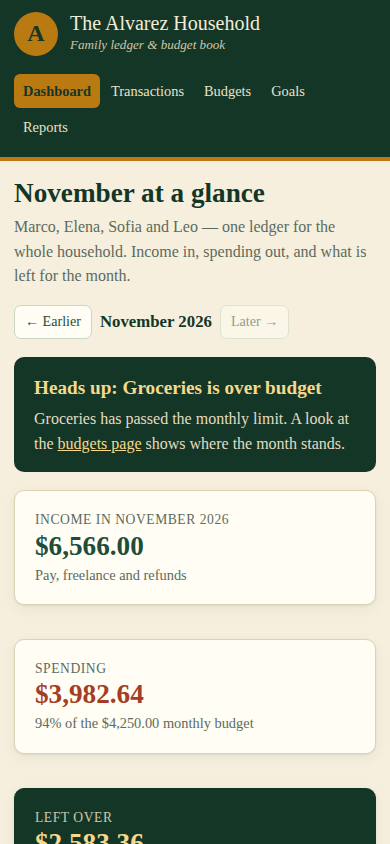 A
The Alvarez Household
Family ledger & budget book
Dashboard Transactions Budgets Goals
Reports
November at a glance
Marco, Elena, Sofia and Leo — one ledger for the
whole household. Income in, spending out, and what is
left for the month.
← Earlier November 2026 Later →
Heads up: Groceries is over budget
Groceries has passed the monthly limit. A look at
the budgets page shows where the month stands.
INCOME IN NOVEMBER 2026
$6,566.00
Pay, freelance and refunds
SPENDING
$3,982.64
94% of the $4,250.00 monthly budget
LEFT OVER
$2,583.36